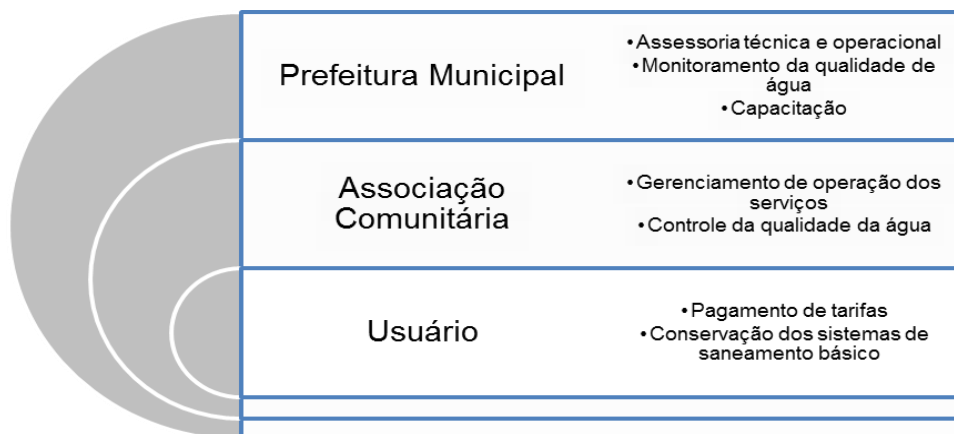 Prefeitura Municipal
•Assessoria técnica e operacional
•Monitoramento da qualidade de
água
•Capacitação
Associação
Comunitária
•Gerenciamento de operação dos
serviços
•Controle da qualidade da água
Usuário
•Pagamento de tarifas
•Conservação dos sistemas de
saneamento básico